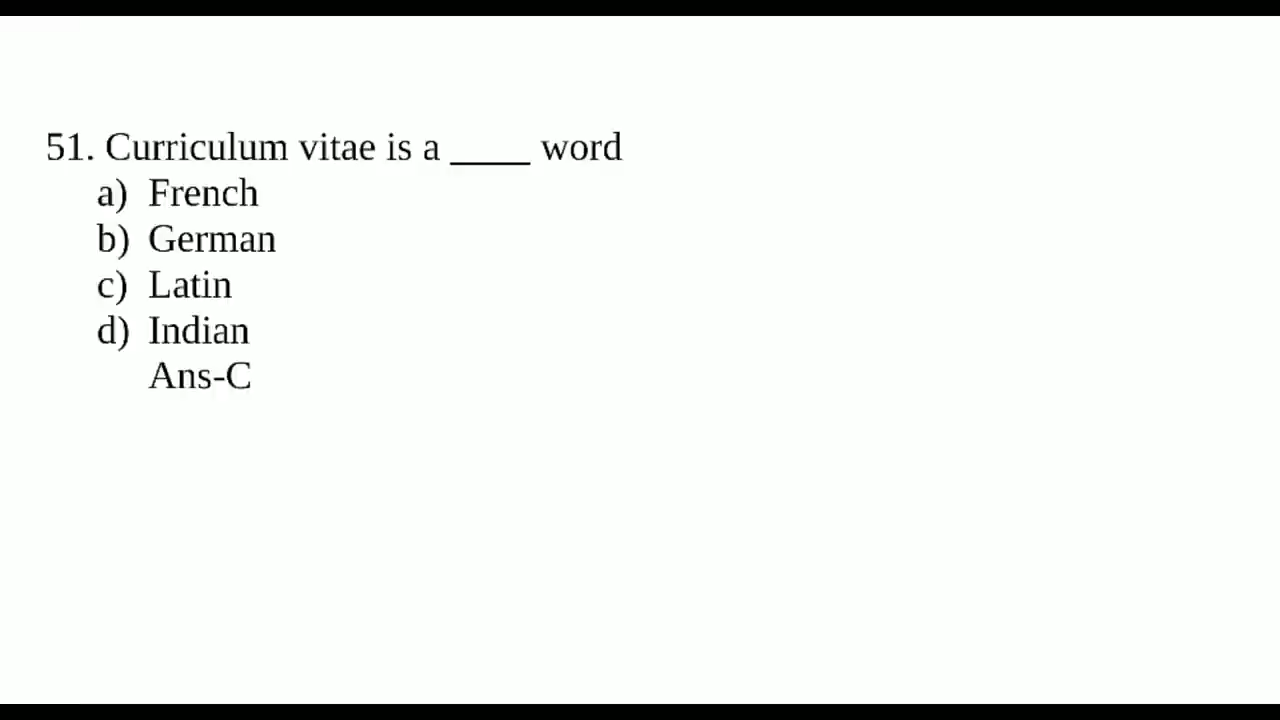 51. Curriculum vitae is a ____ word
a) French
b) German
c) Latin
d) Indian
Ans-C